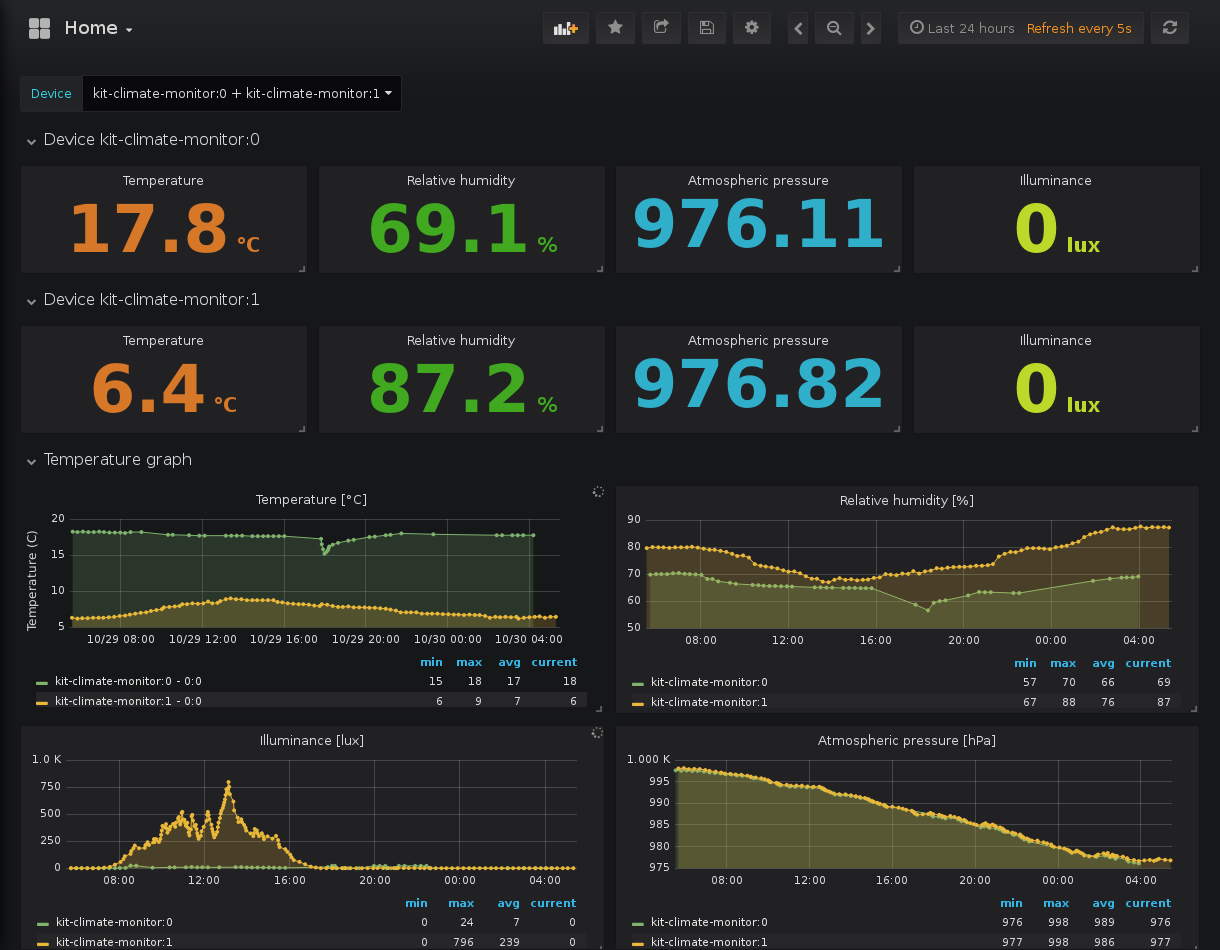 Home
Last 24 hours Refresh every 5s
Device kit-climate-monitor:0 + kit-climate-monitor:1
Device kit-climate-monitor:0
Temperature Relative humidity Atmospheric pressure Illuminance
17.8 °C 69.1 % 976.11 0 lux
Device kit-climate-monitor:1
Temperature Relative humidity Atmospheric pressure Illuminance
6.4 °C 87.2 % 976.82 0 lux
Temperature graph
Temperature [°C]
Temperature (C)
20
15
10
5
10/29 08:00 10/29 12:00 10/29 16:00 10/29 20:00 10/30 00:00 10/30 04:00
min max avg current
kit-climate-monitor:0 - 0:0 15 18 17 18
kit-climate-monitor:1 - 0:0 6 9 7 6
Relative humidity [%]
90
80
70
60
50
08:00 12:00 16:00 20:00 00:00 04:00
min max avg current
kit-climate-monitor:0 57 70 66 69
kit-climate-monitor:1 67 88 76 87
Illuminance [lux]
1.0 K
750
500
250
0
08:00 12:00 16:00 20:00 00:00 04:00
min max avg current
kit-climate-monitor:0 0 24 7 0
kit-climate-monitor:1 0 796 239 0
Atmospheric pressure [hPa]
1.000 K
995
990
985
980
975
08:00 12:00 16:00 20:00 00:00 04:00
min max avg current
kit-climate-monitor:0 976 998 989 976
kit-climate-monitor:1 977 998 986 977